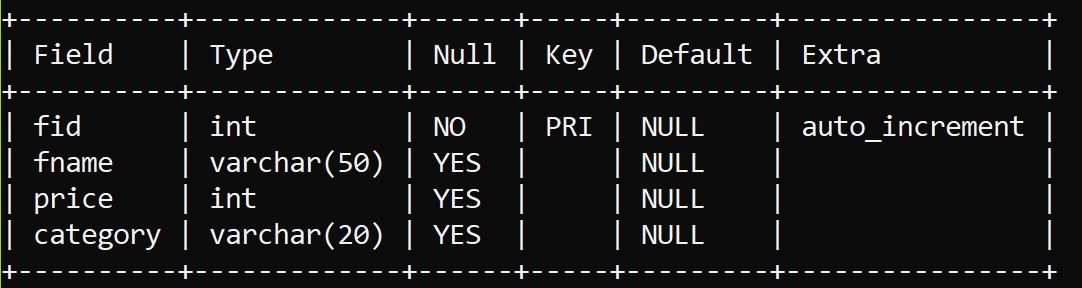 +----------+-------------+------+-----+---------+----------------+
| Field    | Type        | Null | Key | Default | Extra          |
+----------+-------------+------+-----+---------+----------------+
| fid      | int         | NO   | PRI | NULL    | auto_increment |
| fname    | varchar(50) | YES  |     | NULL    |                |
| price    | int         | YES  |     | NULL    |                |
| category | varchar(20) | YES  |     | NULL    |                |
+----------+-------------+------+-----+---------+----------------+